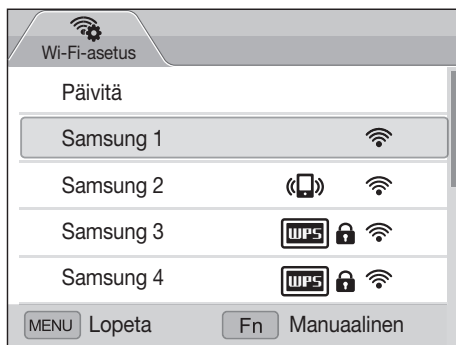 Wi-Fi-asetus
Päivitä
Samsung 1
Samsung 2
Samsung 3 WPS
Samsung 4 WPS
MENU Lopeta Fn Manuaalinen